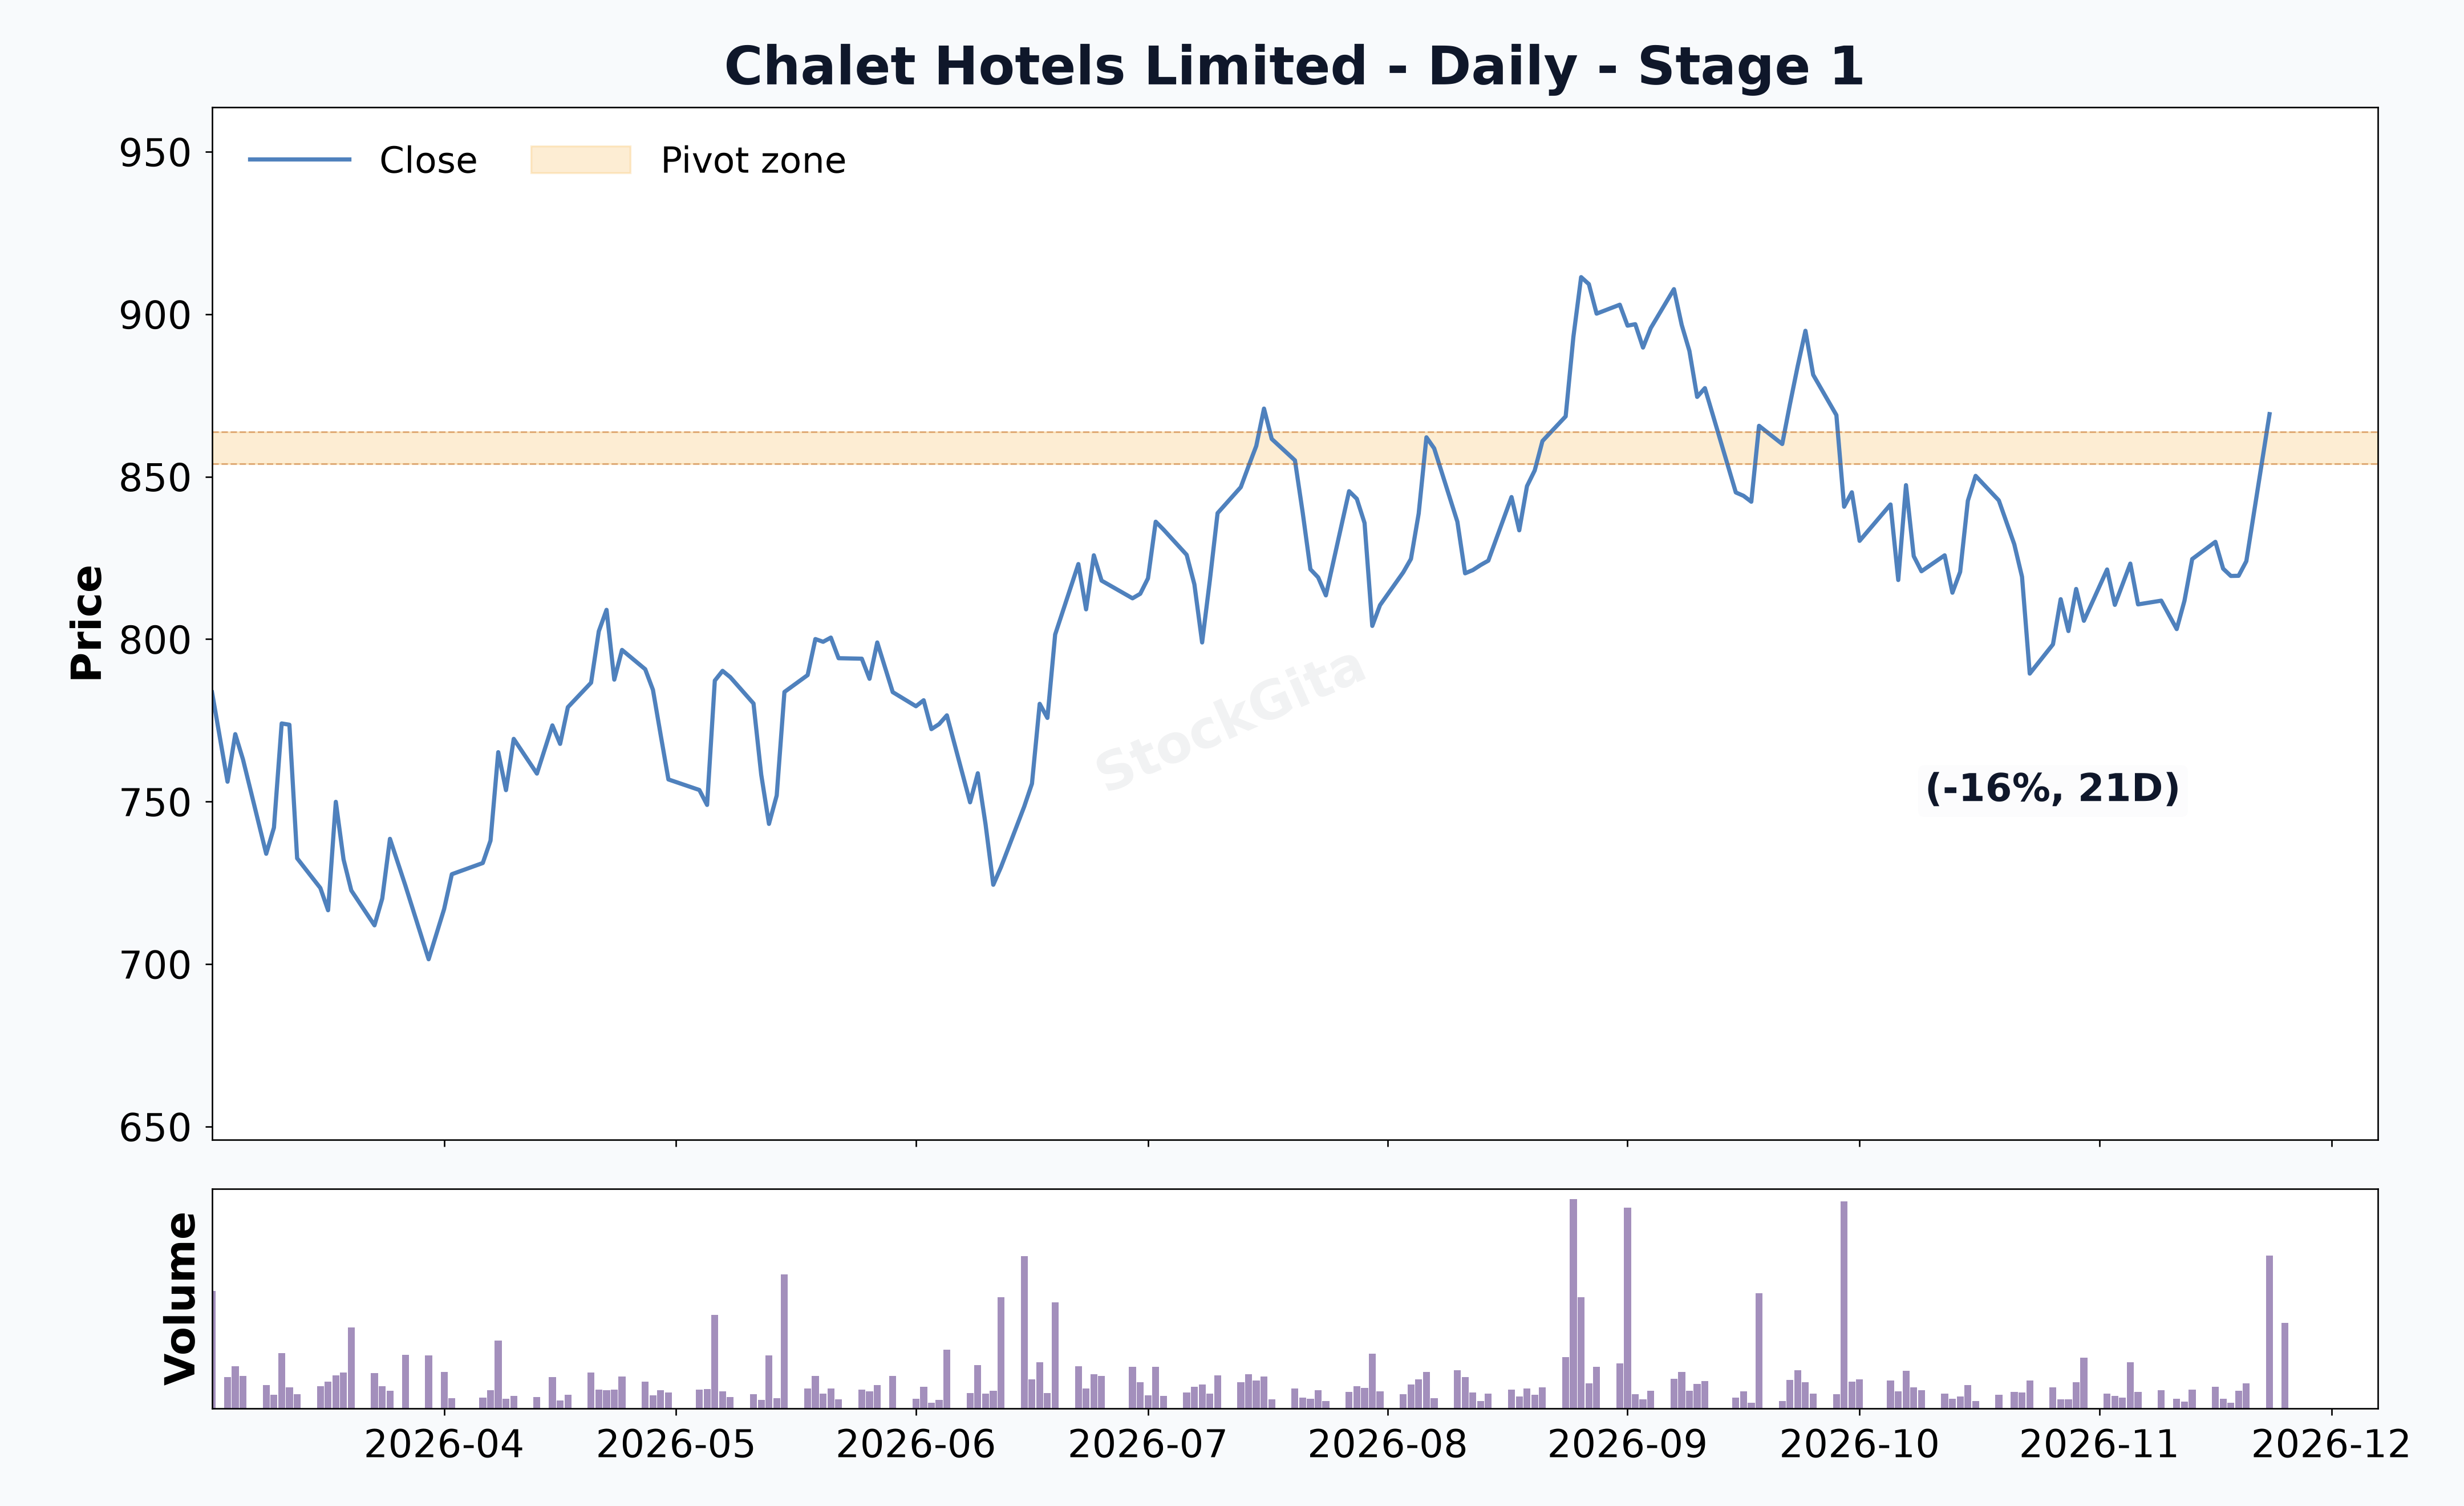 Chalet Hotels Limited - Daily - Stage 1
Close
Pivot zone
950
900
850
800
750
700
650
Price
StockGita
(-16%, 21D)
Volume
2026-04
2026-05
2026-06
2026-07
2026-08
2026-09
2026-10
2026-11
2026-12